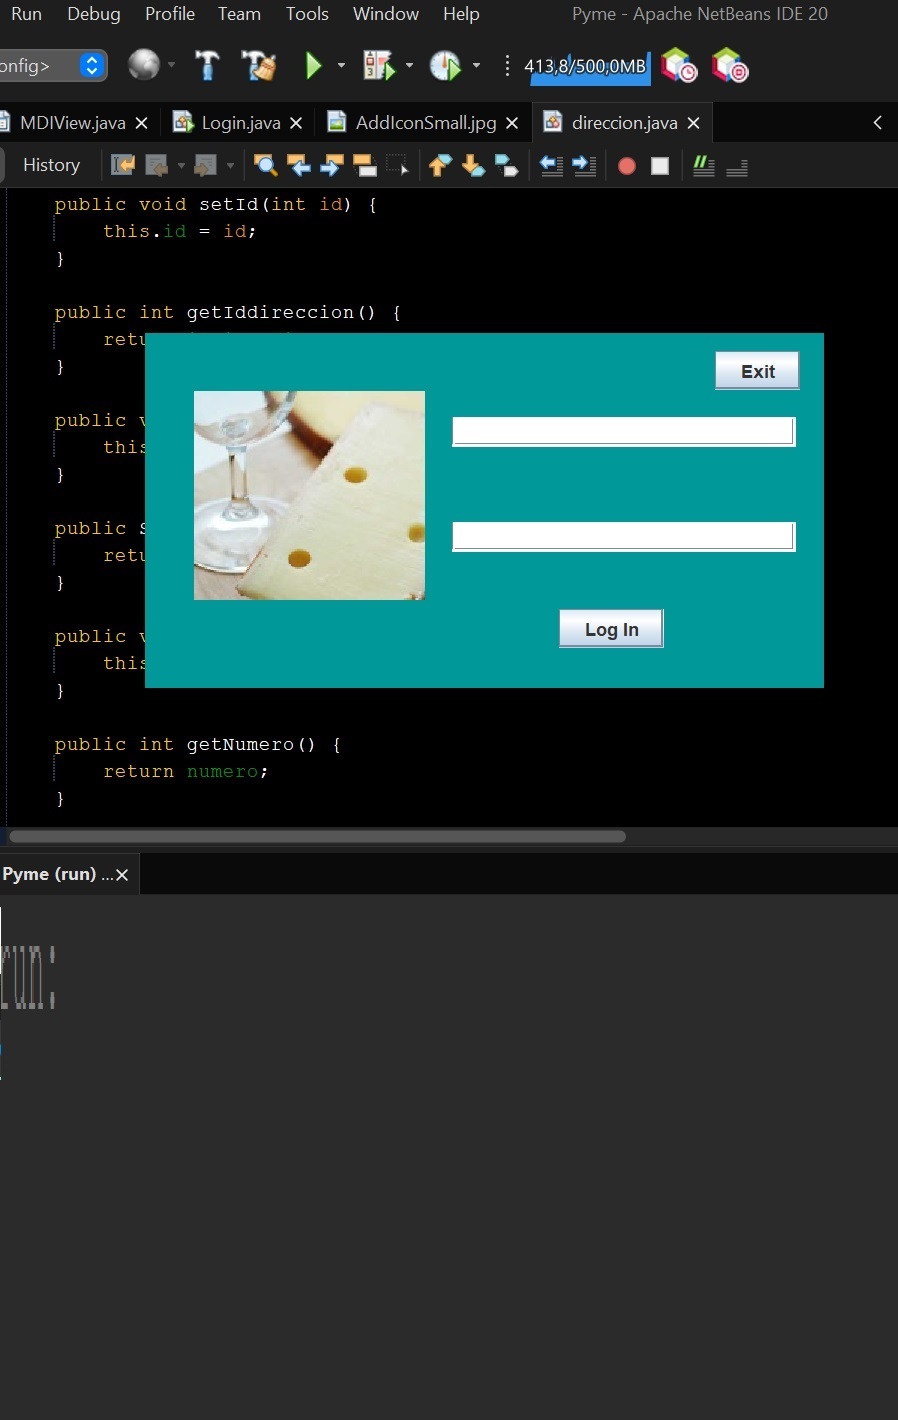 Run Debug Profile Team Tools Window Help Pyme - Apache NetBeans IDE 20
onfig> 413,8/500,0MB
MDIView.java Login.java AddIconSmall.jpg direccion.java
History
public void setId(int id) {
this.id = id;
}
public int getIddireccion() {
retu
}
public v
this
}
public S
retu
}
public v
this
}
Exit
Log In
public int getNumero() {
return numero;
}
Pyme (run) ...
run: